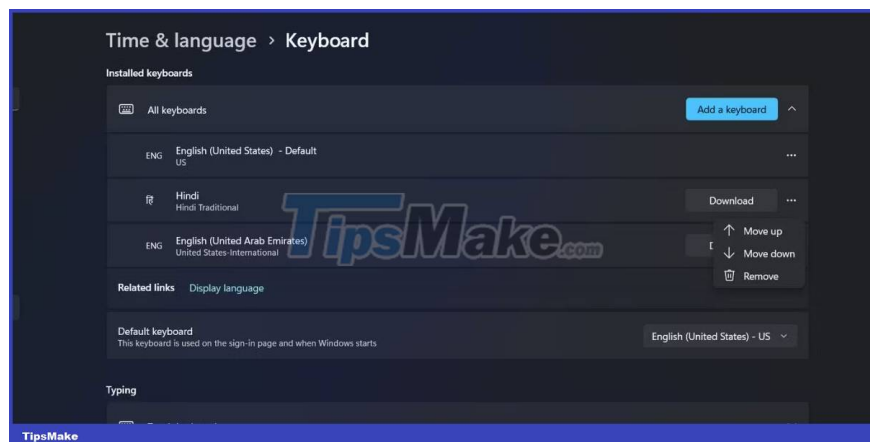 Time & language > Keyboard
Installed keyboards
All keyboards
Add a keyboard
ENG
English (United States) - Default
US
हि
Hindi
Hindi Traditional
Download
Move up
Move down
Remove
ENG
English (United Arab Emirates)
United States-International
D
TipsMake.com
Related links Display language
Default keyboard
This keyboard is used on the sign-in page and when Windows starts
English (United States) - US
Typing
TipsMake